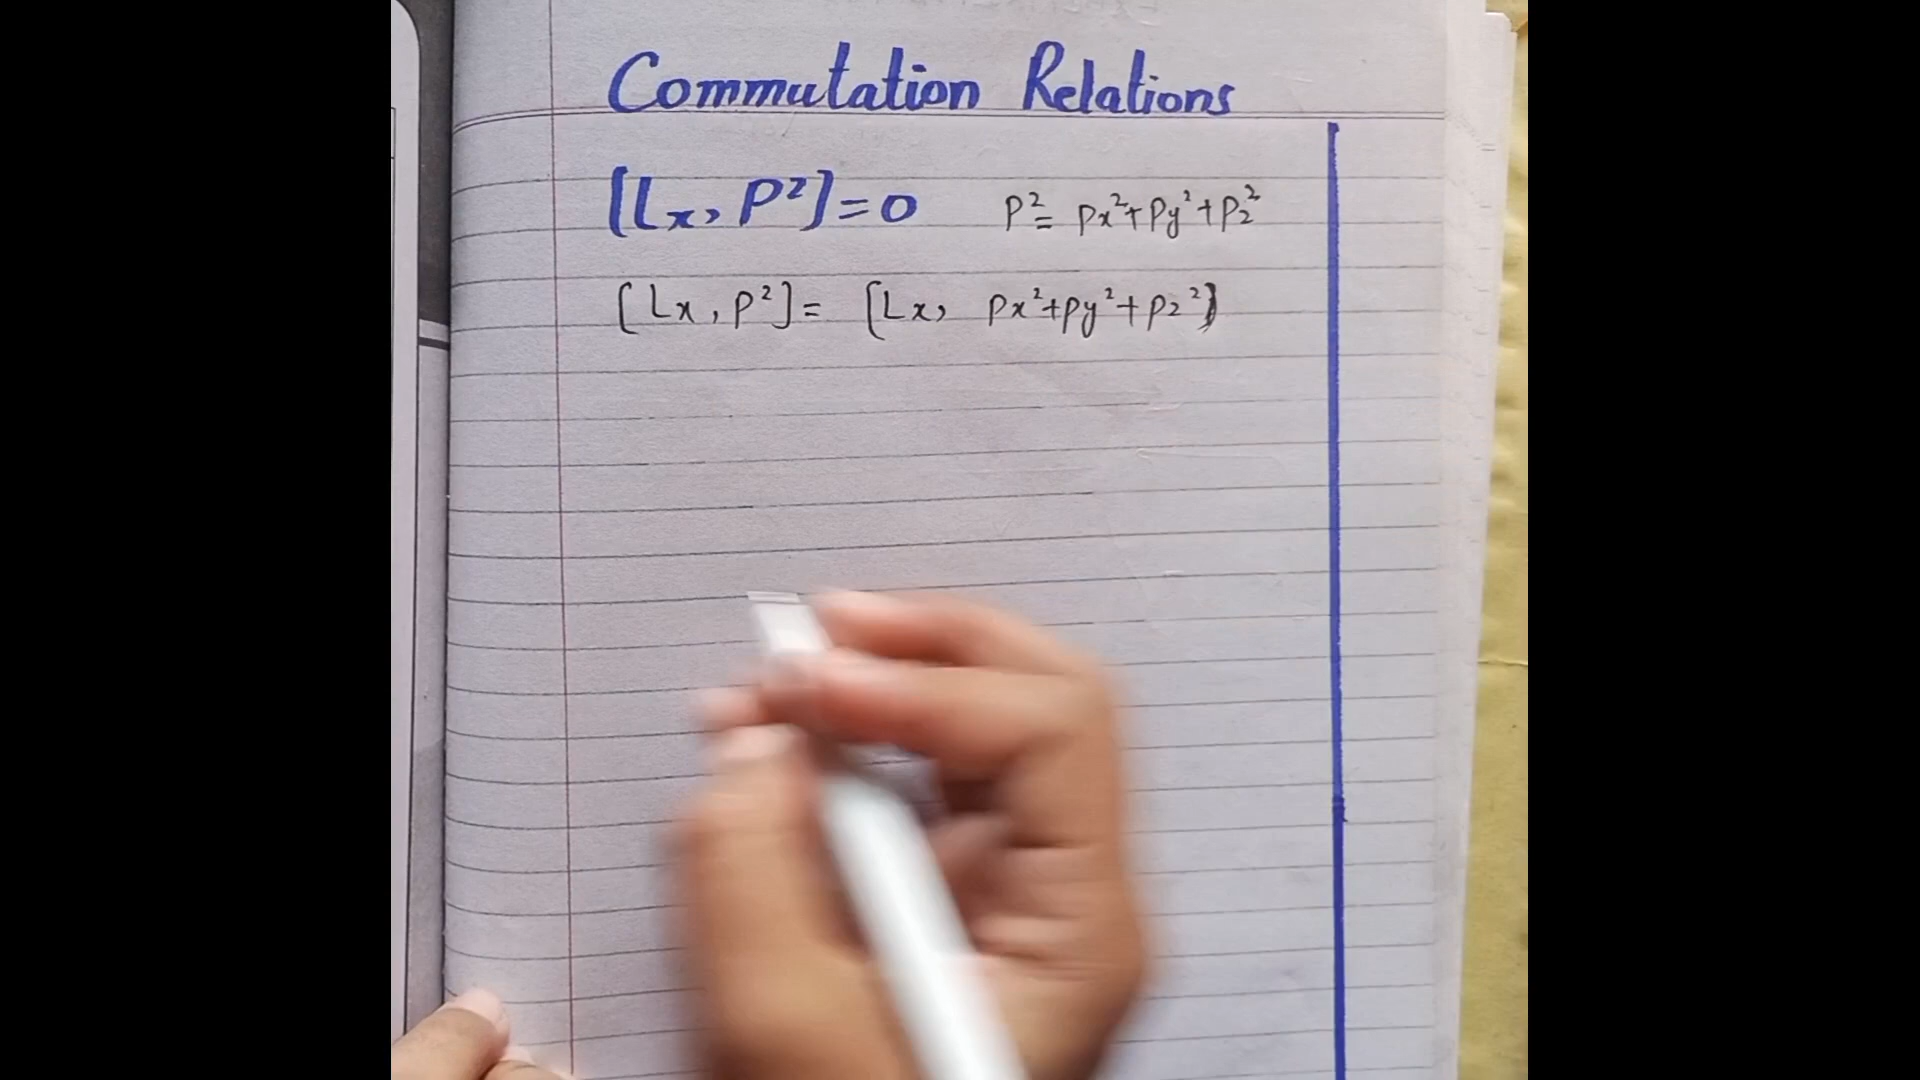 Commutation Relations
[Lx, P²]=0 P²= Px²+Py²+Pz²
[Lx, P²]= [Lx, Px²+Py²+Pz²]